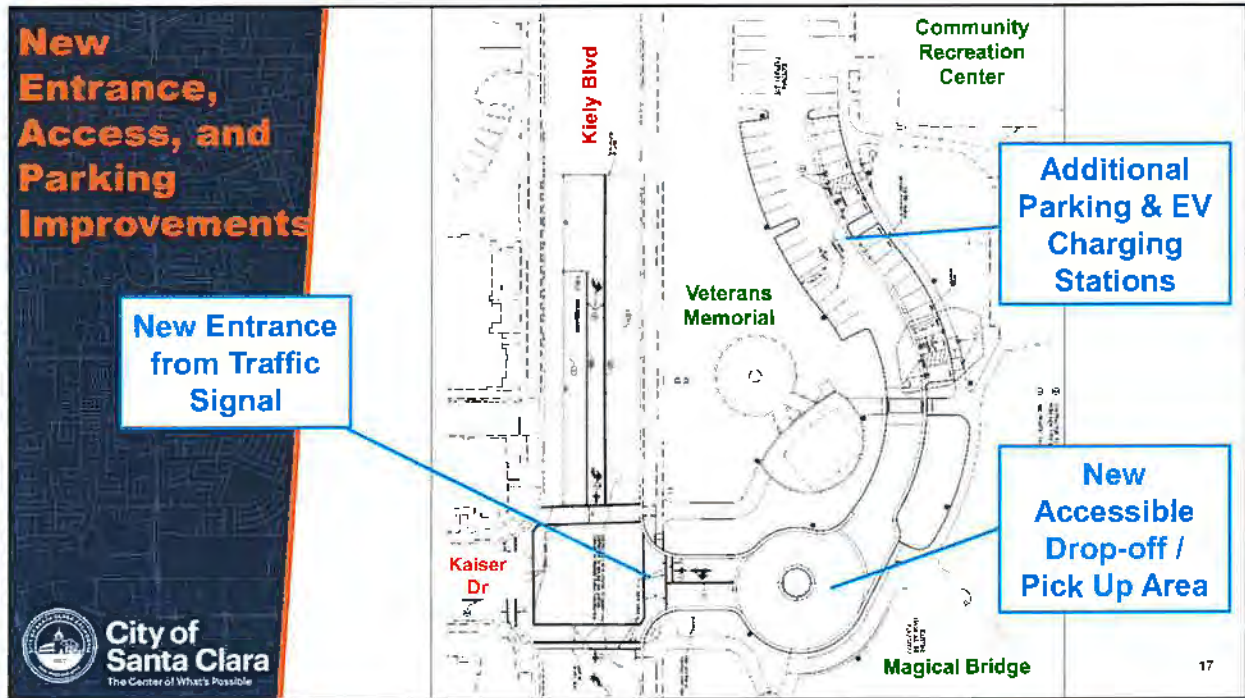 New
Entrance,
Access, and
Parking
Improvements
City of
Santa Clara
The Center of What's Possible
New Entrance
from Traffic
Signal
Kiely Blvd
Kaiser
Dr
Veterans
Memorial
Community
Recreation
Center
Additional
Parking & EV
Charging
Stations
New
Accessible
Drop-off /
Pick Up Area
Magical Bridge
17